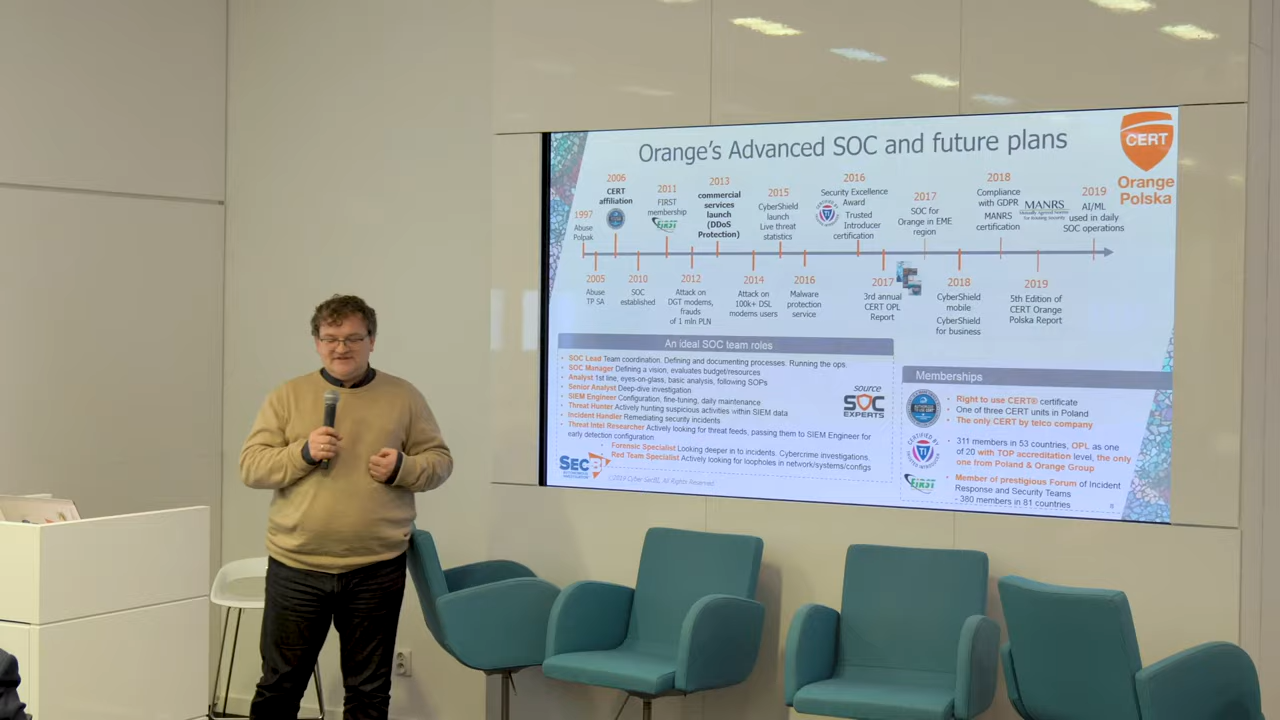 Orange's Advanced SOC and future plans
CERT
Orange
Polska
1997
Abuse
Polpak
2006
CERT
affiliation
2011
FIRST
membership
2013
commercial
services
launch
(DDoS
Protection)
2015
CyberShield
launch
Live threat
statistics
2016
Security Excellence
Award
Trusted
Introducer
certification
2017
SOC for
Orange in EME
region
2018
Compliance
with GDPR
MANRS
certification
MANRS
2019
AI/ML
used in daily
SOC operations
2005
Abuse
TP SA
2010
SOC
established
2012
Attack on
DGT modems,
frauds
of 1 mln PLN
2014
Attack on
100k+ DSL
modems users
2016
Malware
protection
service
2017
3rd annual
CERT OPL
Report
2018
CyberShield
mobile
CyberShield
for business
2019
5th Edition of
CERT Orange
Polska Report
An ideal SOC team roles
• SOC Lead Team coordination. Defining and documenting processes. Running the ops.
• SOC Manager Defining a vision, evaluates budget/resources
• Analyst 1st line, eyes-on-glass, basic analysis, following SOPs
• Senior Analyst Deep-dive investigation
• SIEM Engineer Configuration, fine-tuning, daily maintenance
• Threat Hunter Actively hunting suspicious activities within SIEM data
• Incident Handler Remediating security incidents
• Threat Intel Researcher Actively looking for threat feeds, passing them to SIEM Engineer for
early detection configuration
• Forensic Specialist Looking deeper in to incidents. Cybercrime investigations.
• Red Team Specialist Actively looking for loopholes in network/systems/configs
source
SOC
EXPERTS
©2019 Cyber SecBI, All Rights Reserved
SECBI
Memberships
• Right to use CERT® certificate
• One of three CERT units in Poland
• The only CERT by telco company
• 311 members in 53 countries, OPL as one
of 20 with TOP accreditation level, the only
one from Poland & Orange Group
• Member of prestigious Forum of Incident
Response and Security Teams
- 380 members in 81 countries